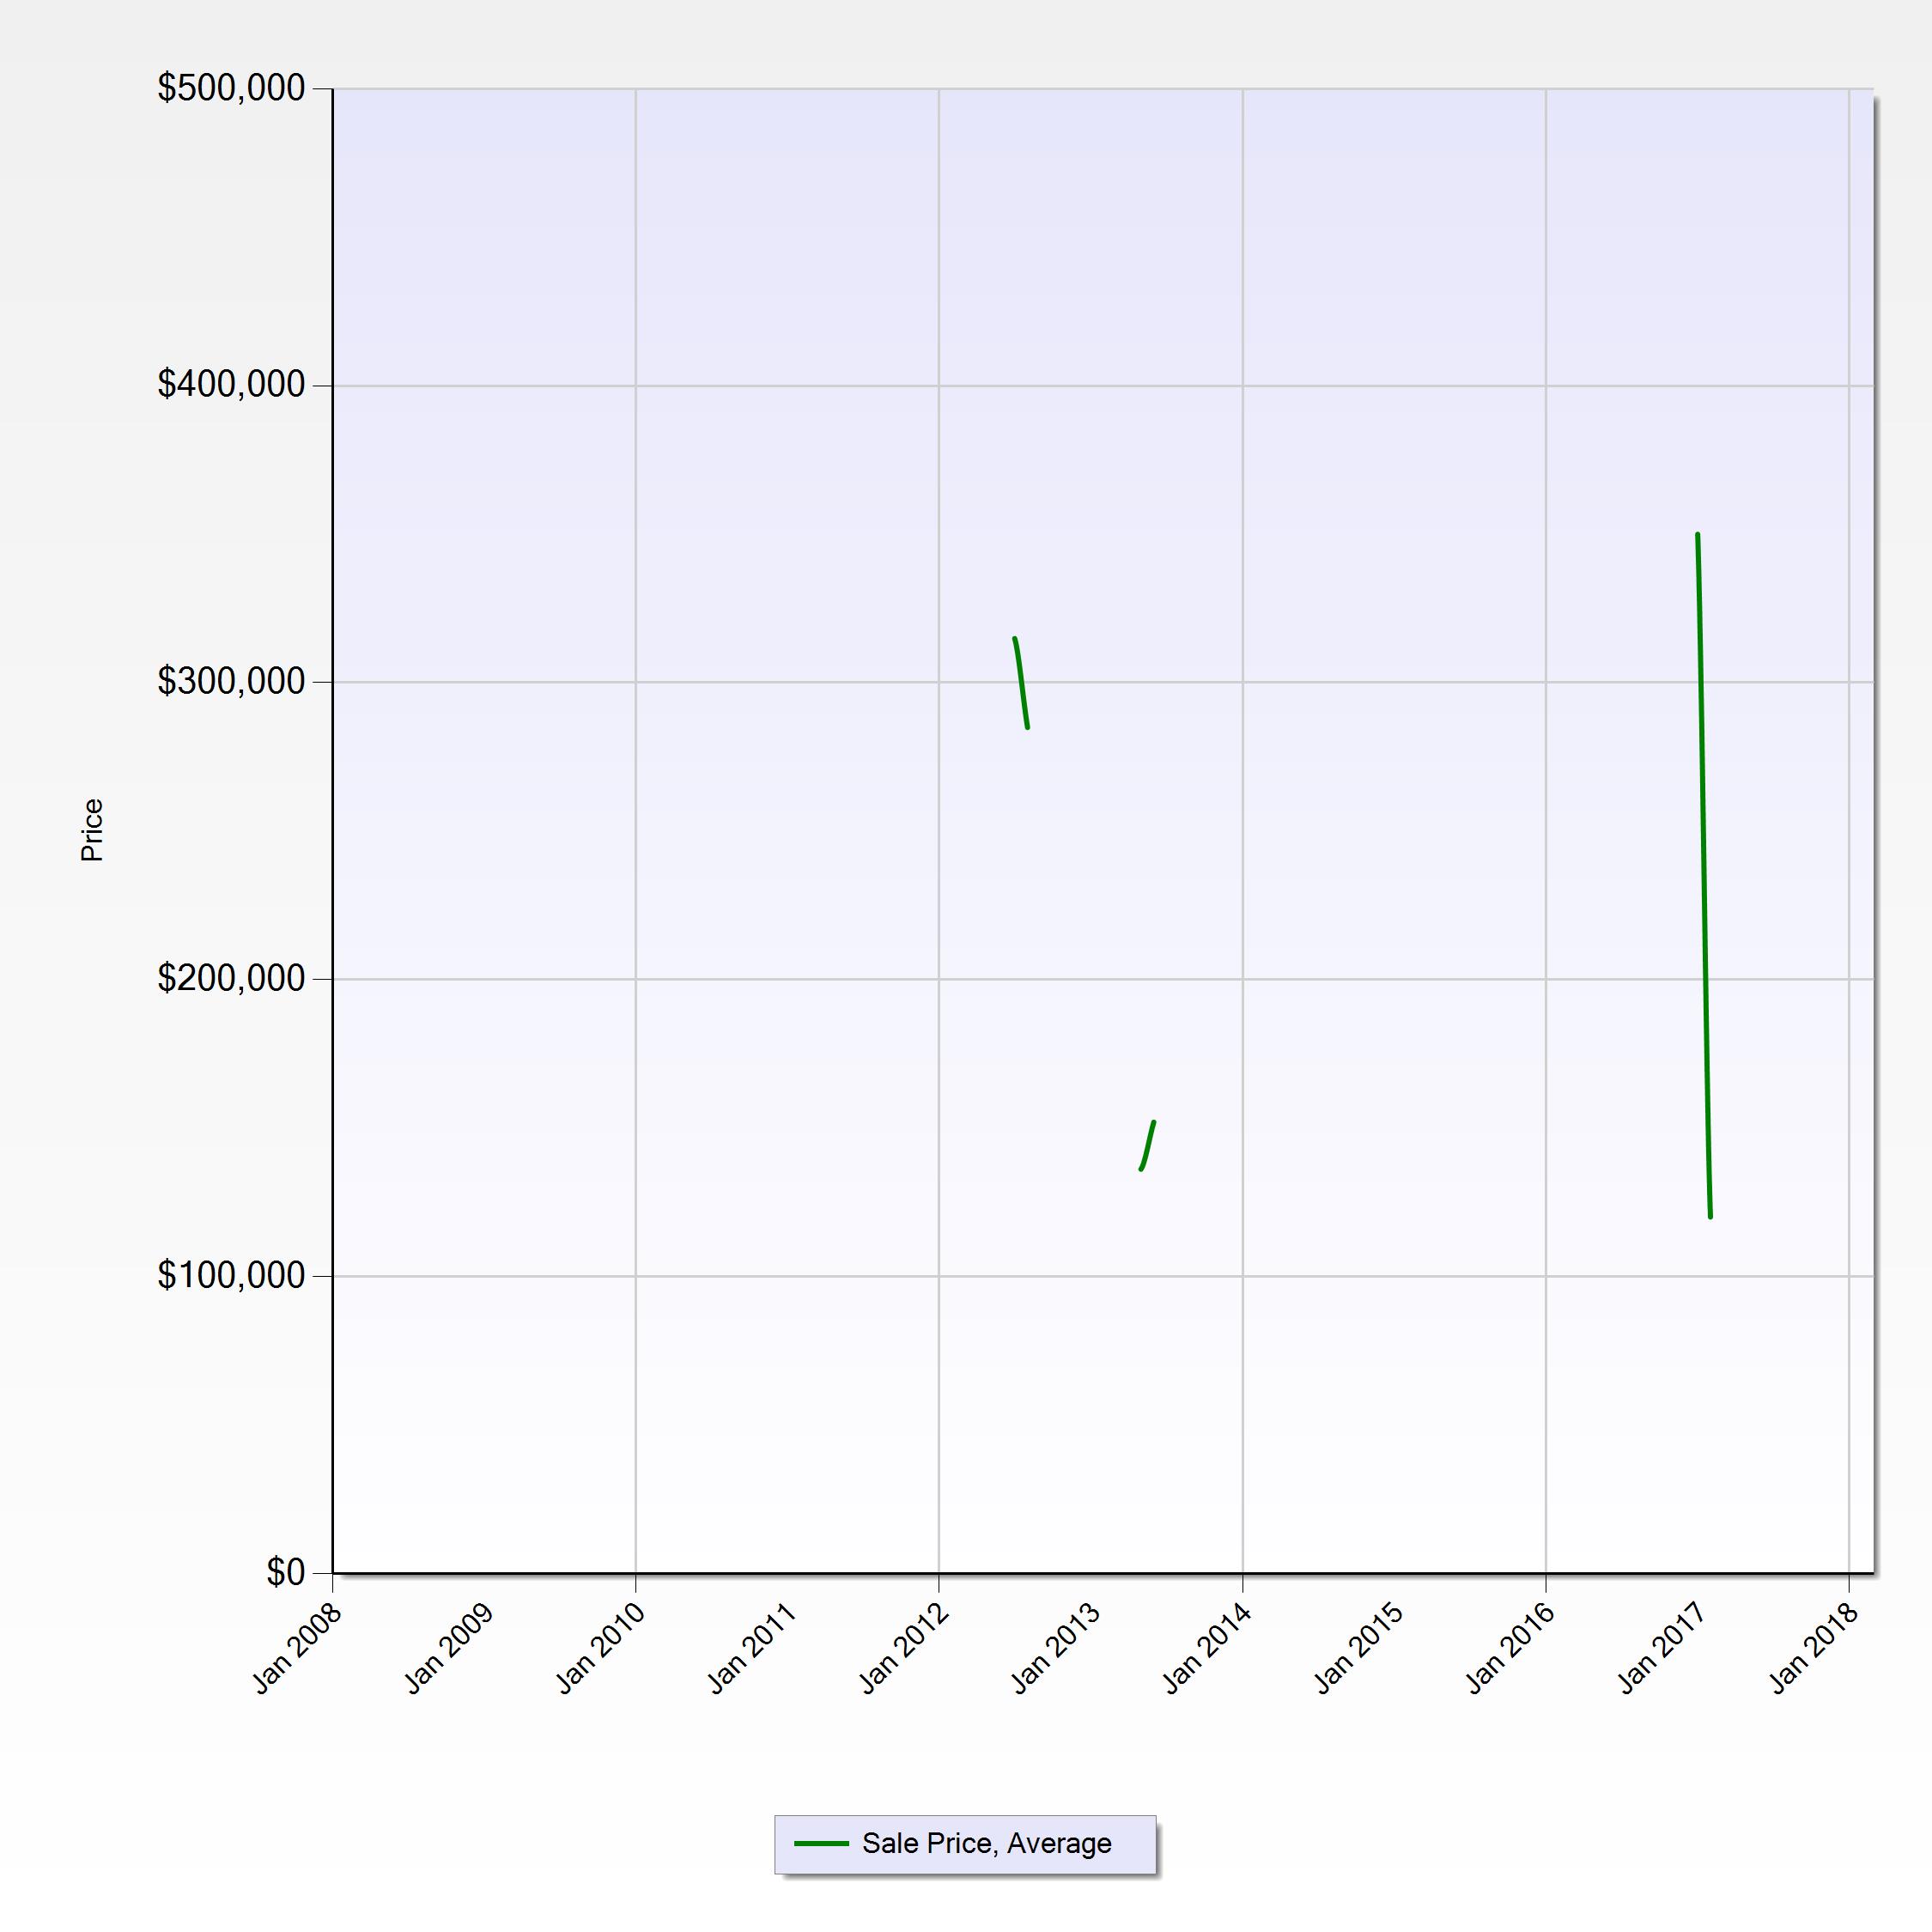 $500,000
$400,000
$300,000
$200,000
$100,000
$0
Price
Jan 2008
Jan 2009
Jan 2010
Jan 2011
Jan 2012
Jan 2013
Jan 2014
Jan 2015
Jan 2016
Jan 2017
Jan 2018
Sale Price, Average